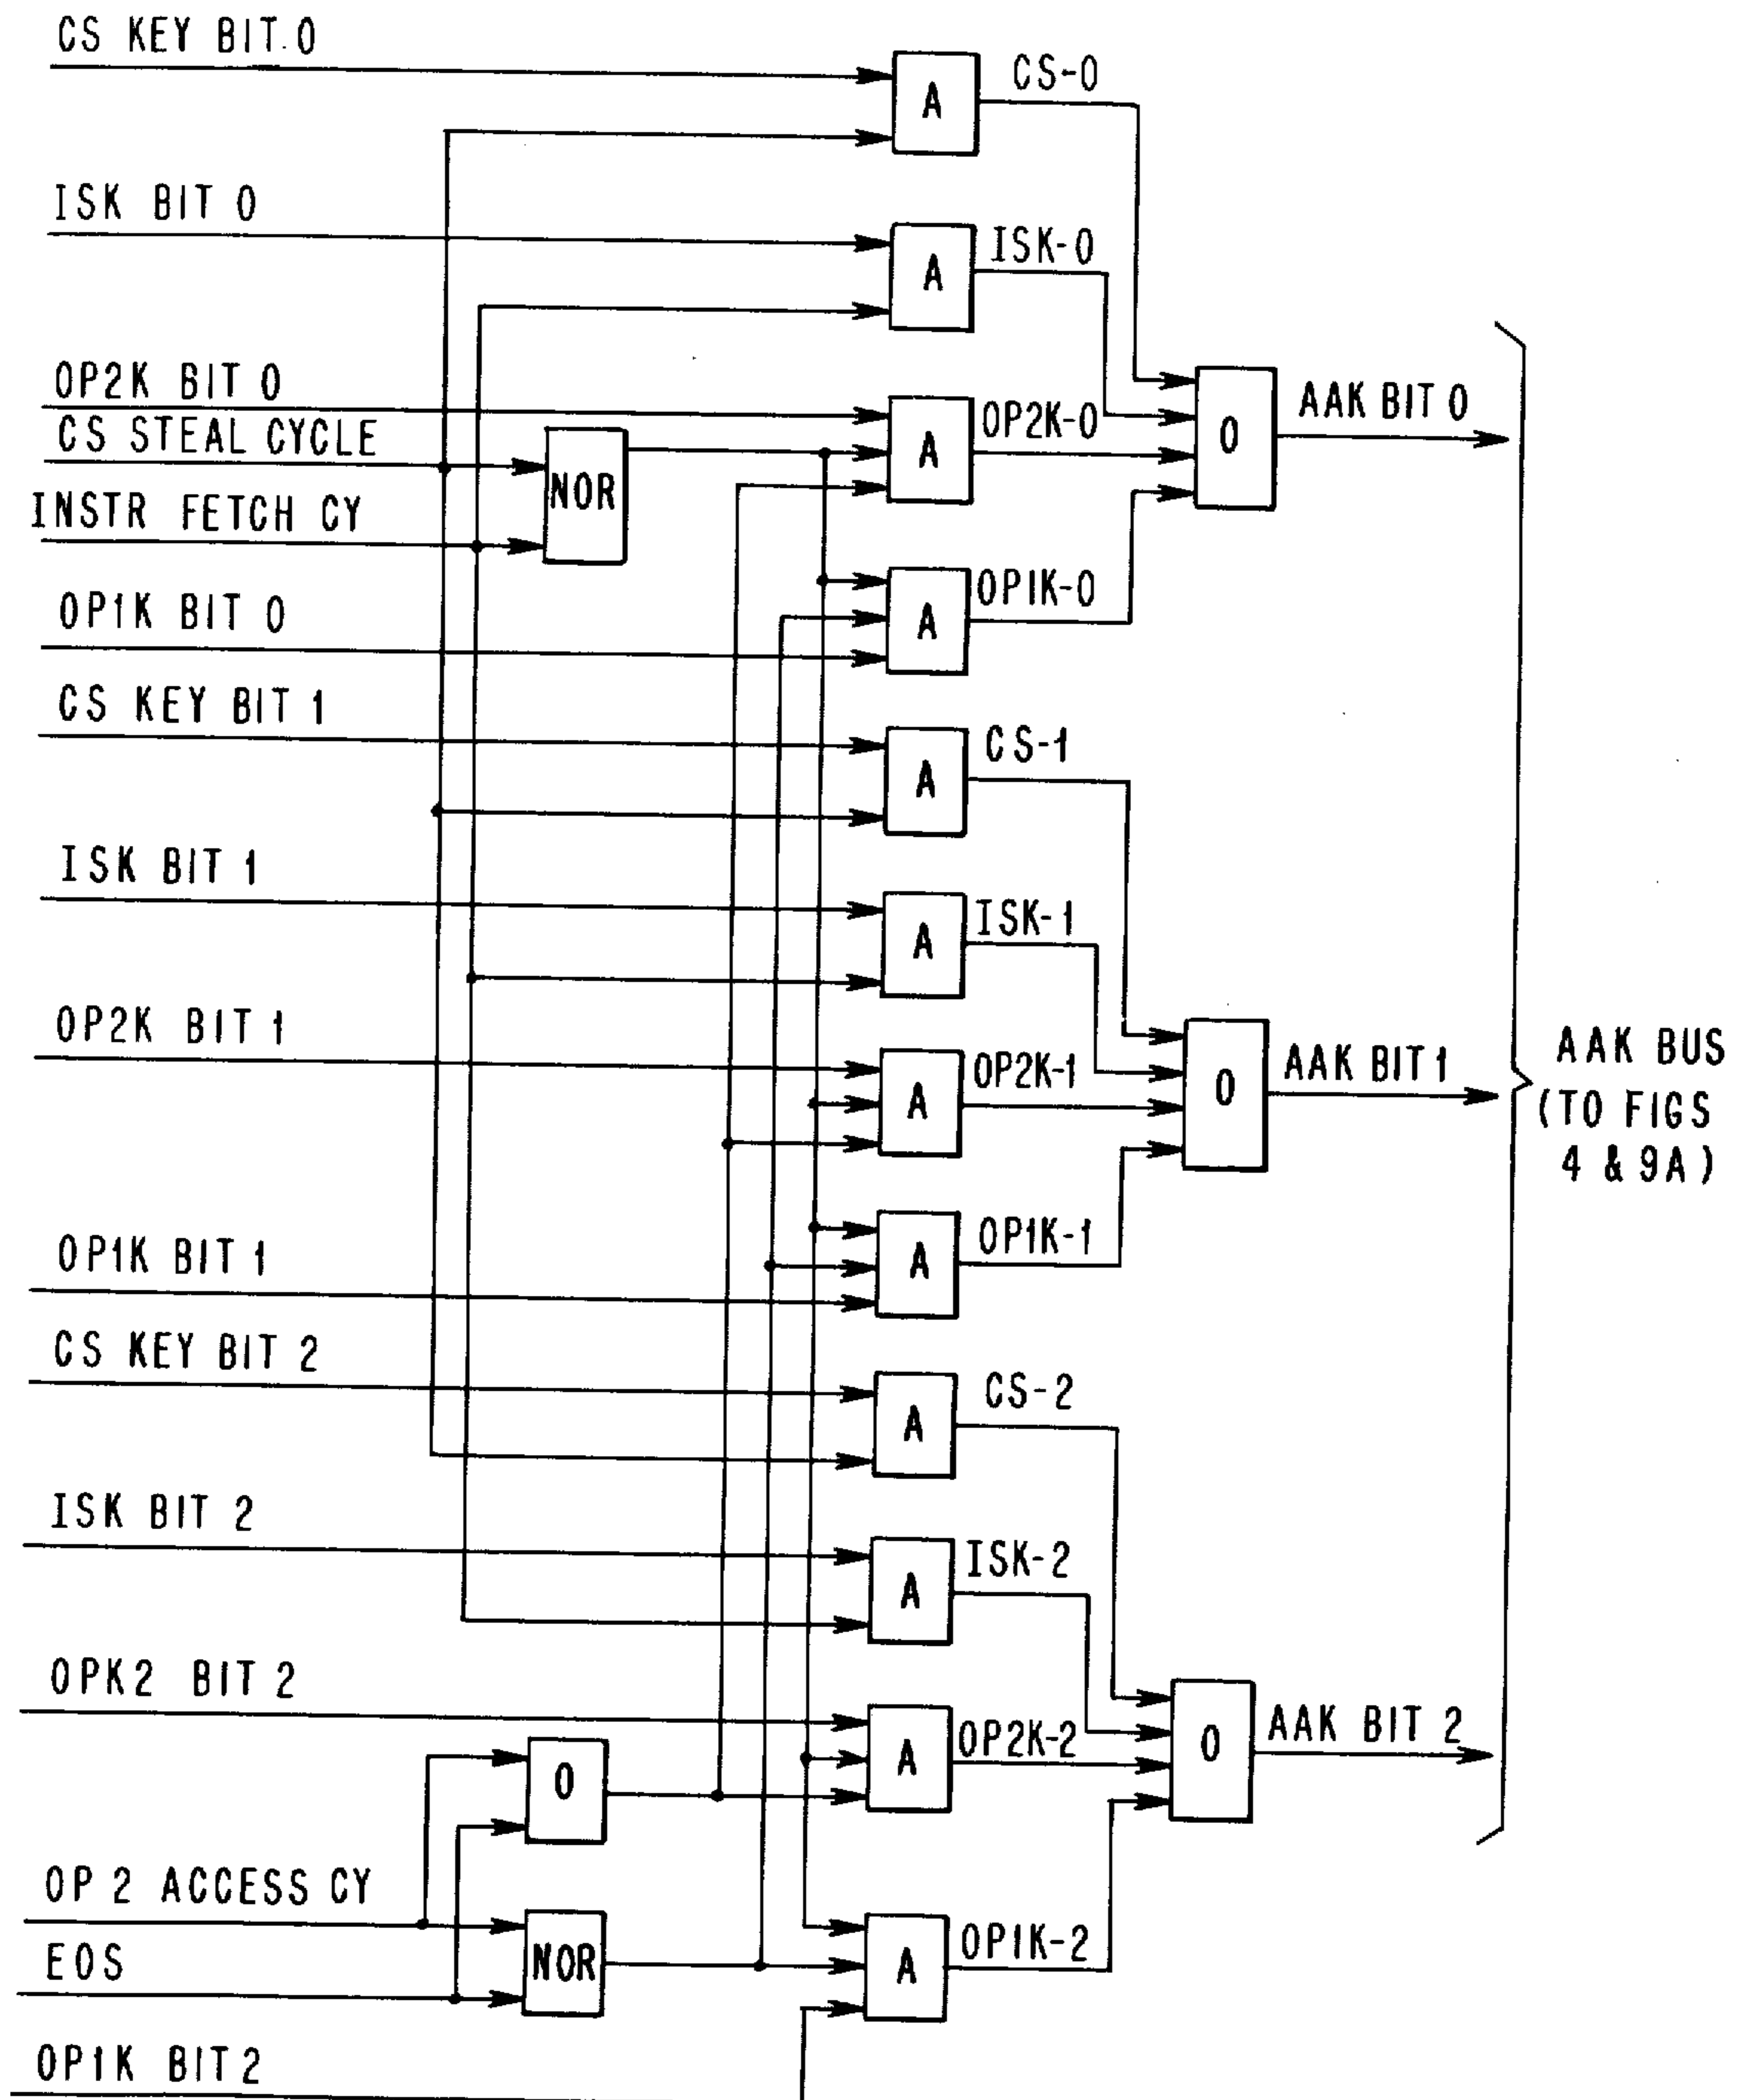 CS KEY BIT 0
A
CS-0
ISK BIT 0
A
ISK-0
OP2K BIT 0
CS STEAL CYCLE
NOR
A
OP2K-0
O
AAK BIT 0
INSTR FETCH CY
OP1K BIT 0
A
OP1K-0
CS KEY BIT 1
A
CS-1
ISK BIT 1
A
ISK-1
OP2K BIT 1
A
OP2K-1
O
AAK BIT 1
AAK BUS
(TO FIGS
4 & 9A)
OP1K BIT 1
A
OP1K-1
CS KEY BIT 2
A
CS-2
ISK BIT 2
A
ISK-2
OPK2 BIT 2
O
A
OP2K-2
O
AAK BIT 2
OP 2 ACCESS CY
EOS
NOR
A
OP1K-2
OP1K BIT 2